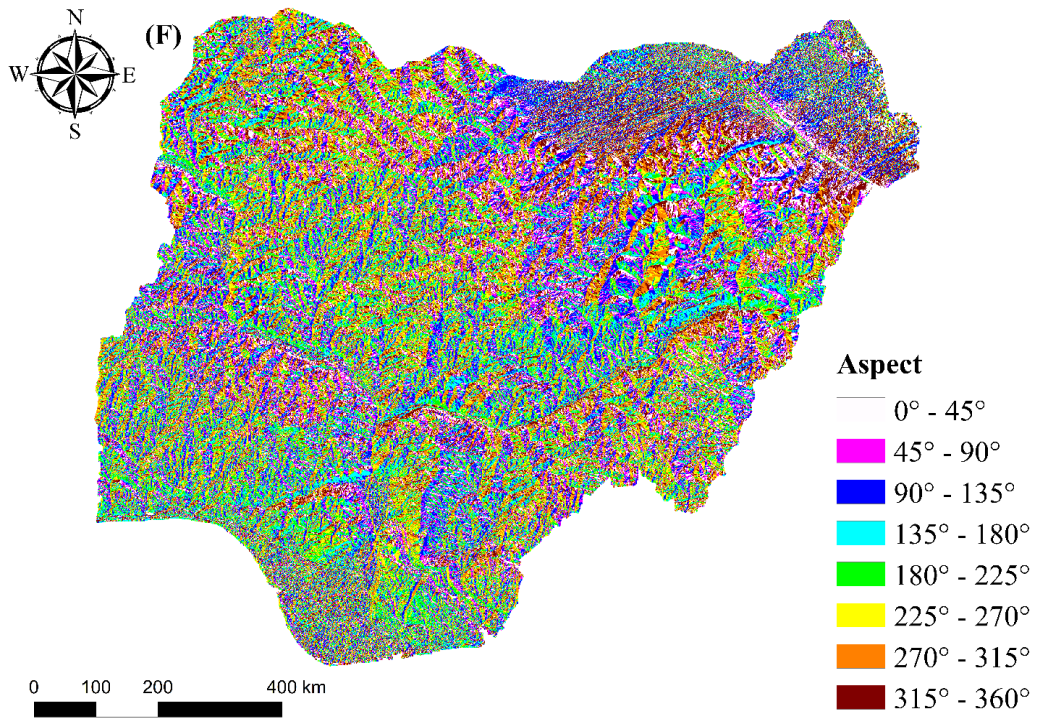 N
(F)
W E
S
Aspect
0° - 45°
45° - 90°
90° - 135°
135° - 180°
180° - 225°
225° - 270°
270° - 315°
315° - 360°
0 100 200 400 km